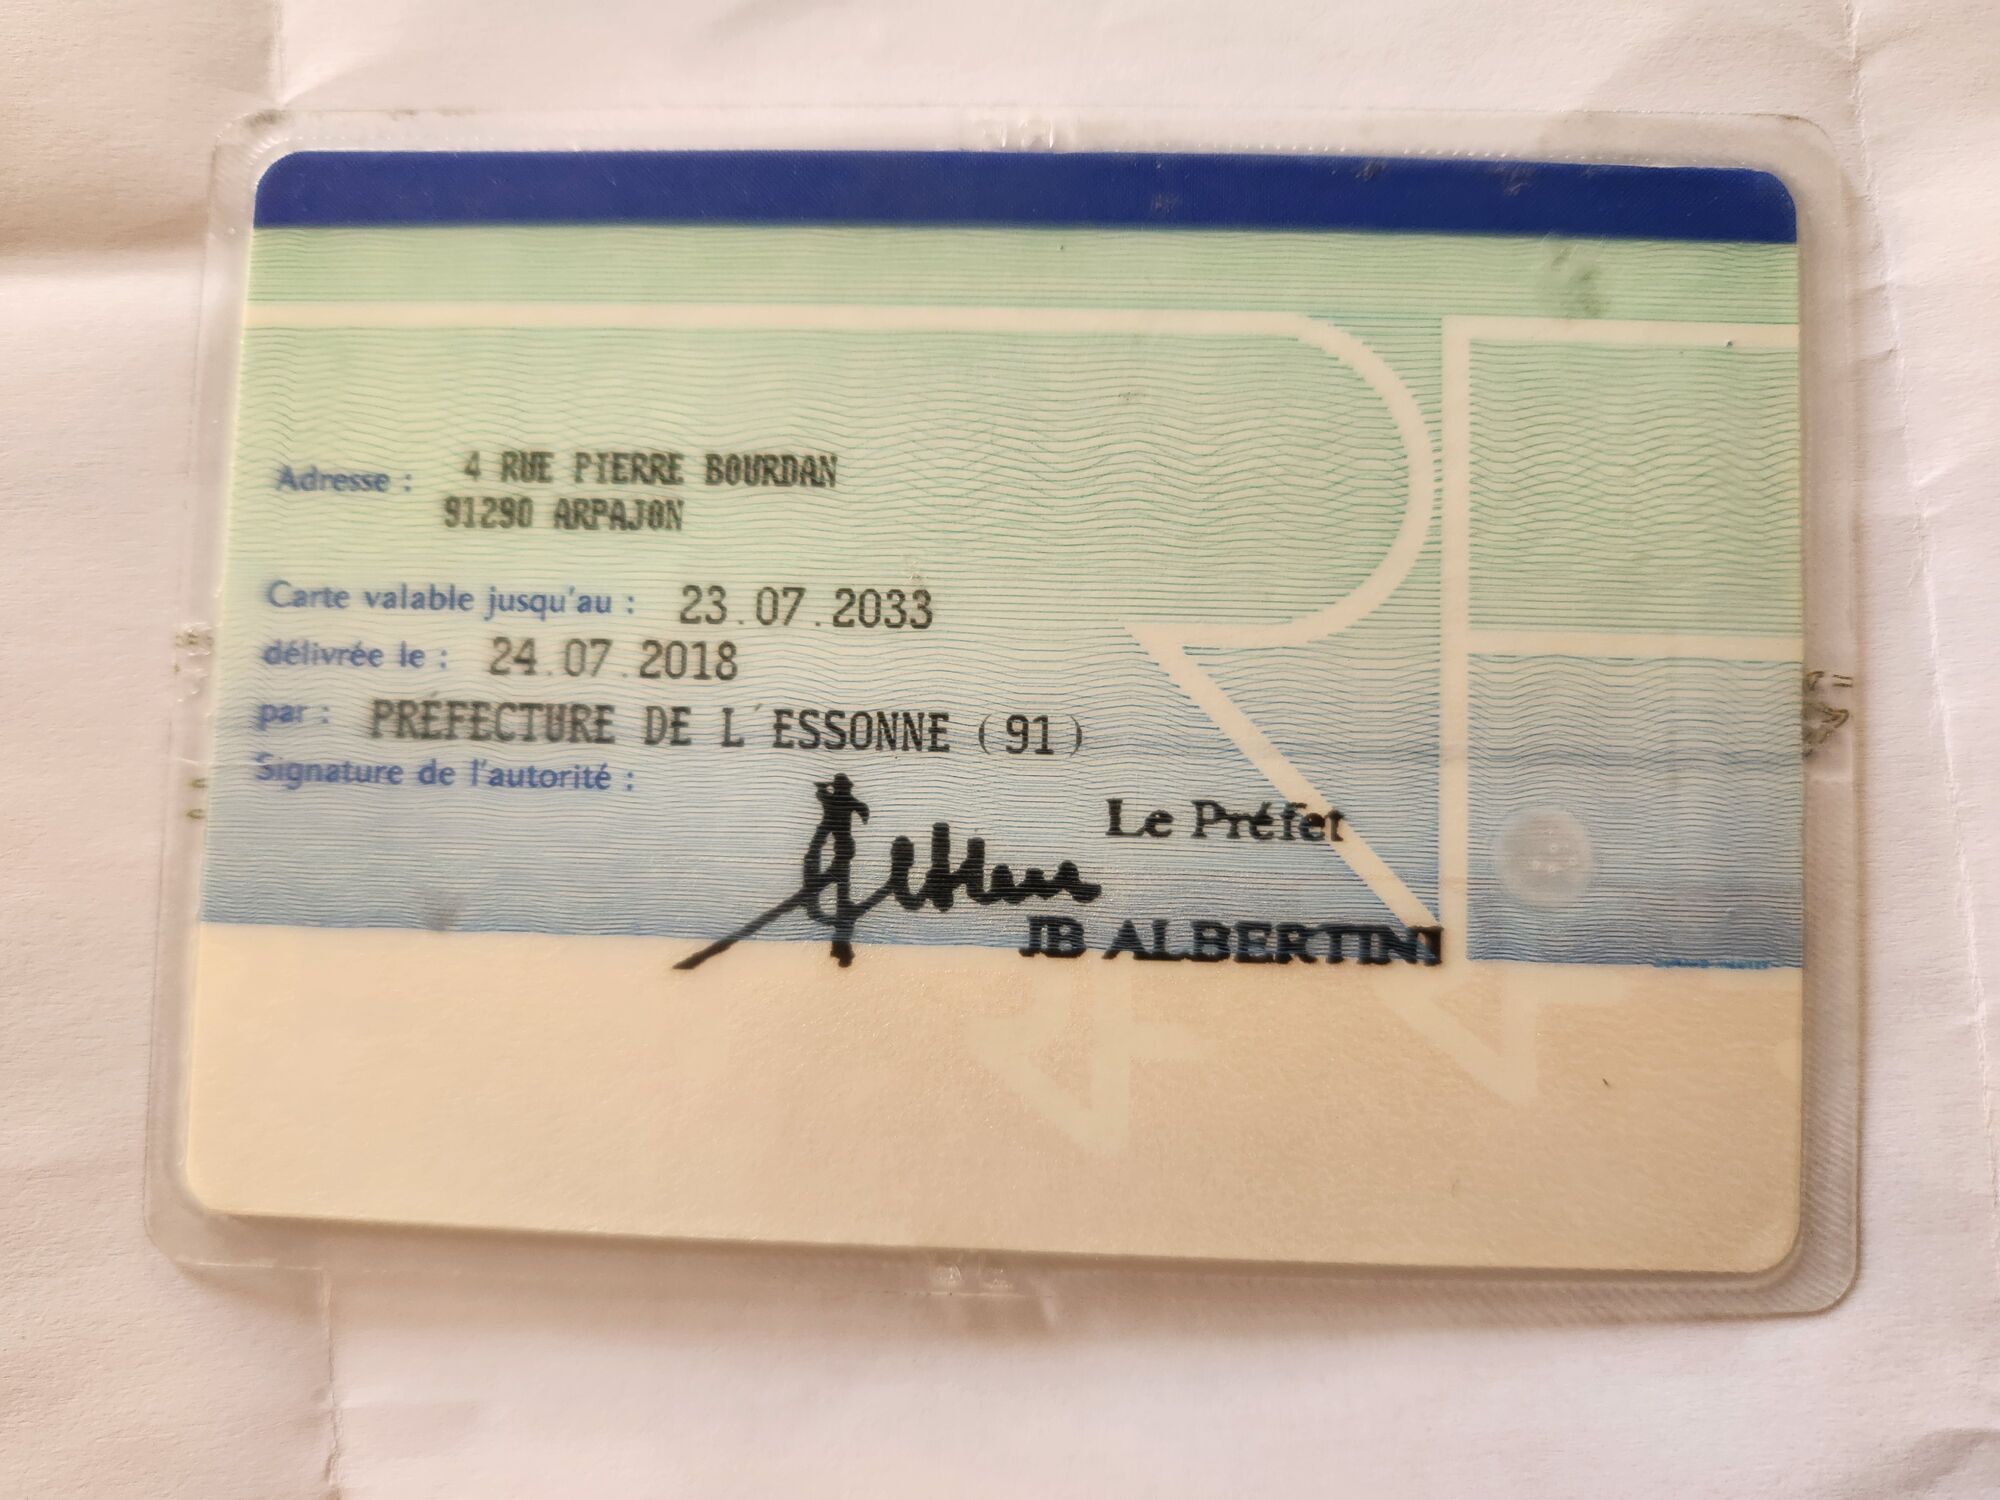 Adresse : 4 RUE PIERRE BOURDAN
91290 ARPAJON
Carte valable jusqu'au : 23.07.2033
délivrée le : 24.07.2018
par : PRÉFECTURE DE L'ESSONNE (91)
Signature de l'autorité :
Le Préfet
JB ALBERTINI
RF